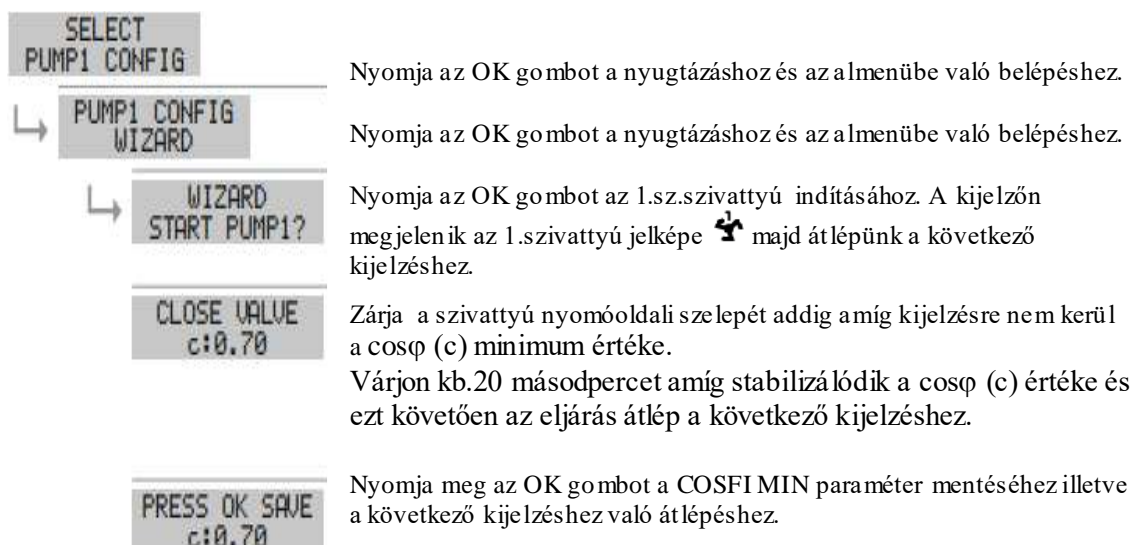 SELECT
PUMP1 CONFIG
Nyomja az OK gombot a nyugtázáshoz és az almenübe való belépéshez.
PUMP1 CONFIG
WIZARD
Nyomja az OK gombot a nyugtázáshoz és az almenübe való belépéshez.
WIZARD
START PUMP1?
Nyomja az OK gombot az 1.sz.szivattyú indításához. A kijelzőn
megjelenik az 1.szivattyú jelképe majd átlépünk a következő
kijelzéshez.
CLOSE VALVE
c:0.70
Zárja a szivattyú nyomóoldali szelepét addig amíg kijelzésre nem kerül
a cosφ (c) minimum értéke.
Várjon kb.20 másodpercet amíg stabilizálódik a cosφ (c) értéke és
ezt követően az eljárás átlép a következő kijelzéshez.
PRESS OK SAVE
c:0.70
Nyomja meg az OK gombot a COSFI MIN paraméter mentéséhez illetve
a következő kijelzéshez való átlépéshez.